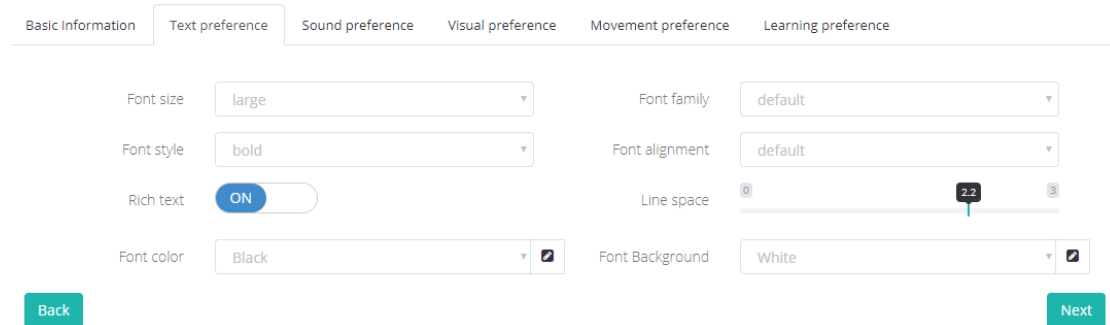 Basic Information Text preference Sound preference Visual preference Movement preference Learning preference
Font size large Font family default
Font style bold Font alignment default
Rich text ON Line space 0 2.2 3
Font color Black Font Background White
Back Next